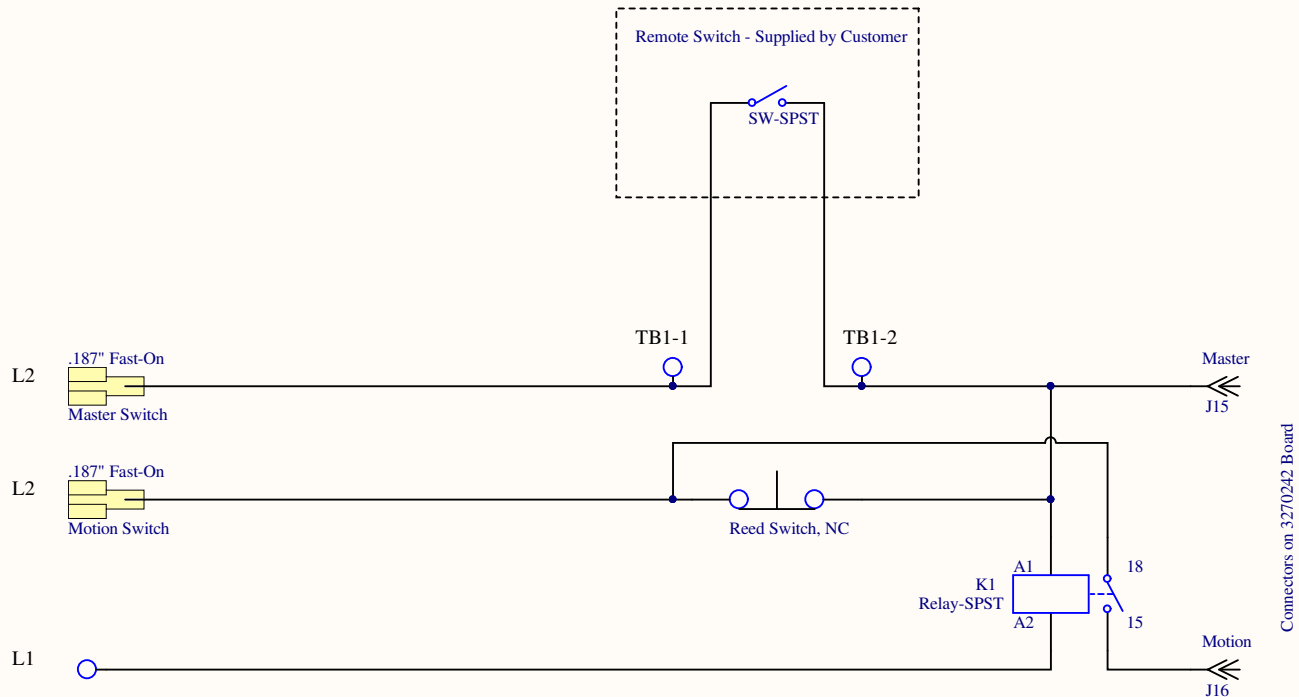 Remote Switch - Supplied by Customer
SW-SPST
TB1-1
TB1-2
L2
.187" Fast-On
Master Switch
Master
J15
L2
.187" Fast-On
Motion Switch
Reed Switch, NC
A1
K1
Relay-SPST
A2
18
15
L1
Motion
J16
Connectors on 3270242 Board